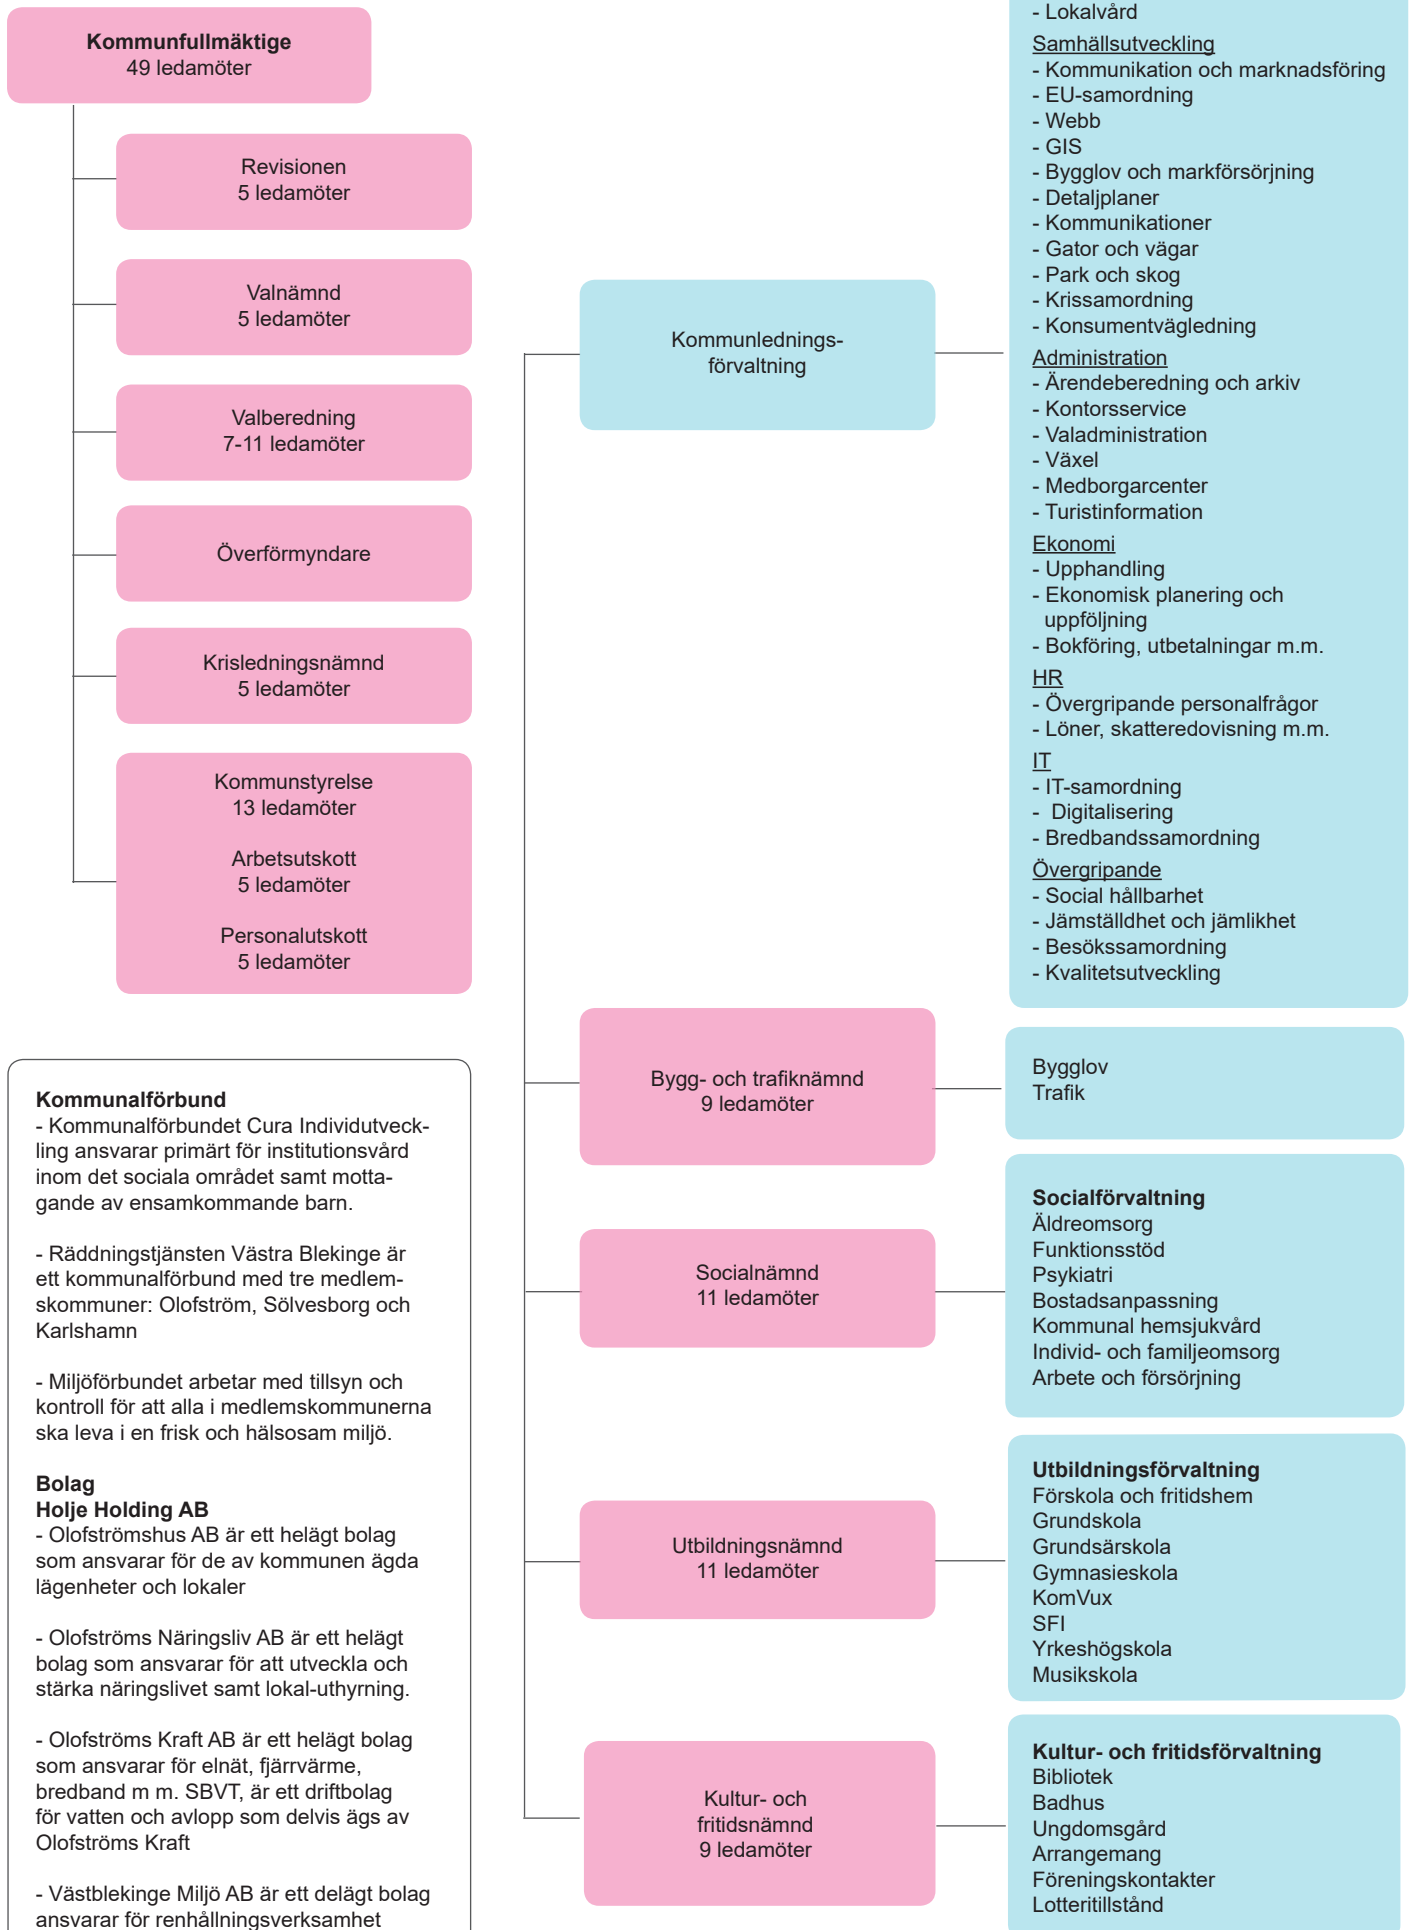 Kommunfullmäktige
49 ledamöter
Revisionen
5 ledamöter
Valnämnd
5 ledamöter
Valberedning
7-11 ledamöter
Överförmyndare
Krisledningsnämnd
5 ledamöter
Kommunstyrelse
13 ledamöter
Arbetsutskott
5 ledamöter
Personalutskott
5 ledamöter
Kommunalförbund
- Kommunalförbundet Cura Individutveck-
ling ansvarar primärt för institutionsvård
inom det sociala området samt motta-
gande av ensamkommande barn.
- Räddningstjänsten Västra Blekinge är
ett kommunalförbund med tre medlem-
skommuner: Olofström, Sölvesborg och
Karlshamn
- Miljöförbundet arbetar med tillsyn och
kontroll för att alla i medlemskommunerna
ska leva i en frisk och hälsosam miljö.
Bolag
Holje Holding AB
- Olofströmshus AB är ett helägt bolag
som ansvarar för de av kommunen ägda
lägenheter och lokaler
- Olofströms Näringsliv AB är ett helägt
bolag som ansvarar för att utveckla och
stärka näringslivet samt lokal-uthyrning.
- Olofströms Kraft AB är ett helägt bolag
som ansvarar för elnät, fjärrvärme,
bredband m m. SBVT, är ett driftbolag
för vatten och avlopp som delvis ägs av
Olofströms Kraft
- Västblekinge Miljö AB är ett delägt bolag
ansvarar för renhållningsverksamhet
Kommunlednings-
förvaltning
- Lokalvård
Samhällsutveckling
- Kommunikation och marknadsföring
- EU-samordning
- Webb
- GIS
- Bygglov och markförsörjning
- Detaljplaner
- Kommunikationer
- Gator och vägar
- Park och skog
- Krissamordning
- Konsumentvägledning
Administration
- Ärendeberedning och arkiv
- Kontorsservice
- Valadministration
- Växel
- Medborgarcenter
- Turistinformation
Ekonomi
- Upphandling
- Ekonomisk planering och
uppföljning
- Bokföring, utbetalningar m.m.
HR
- Övergripande personalfrågor
- Löner, skatteredovisning m.m.
IT
- IT-samordning
- Digitalisering
- Bredbandssamordning
Övergripande
- Social hållbarhet
- Jämställdhet och jämlikhet
- Besökssamordning
- Kvalitetsutveckling
Bygg- och trafiknämnd
9 ledamöter
Bygglov
Trafik
Socialnämnd
11 ledamöter
Socialförvaltning
Äldreomsorg
Funktionsstöd
Psykiatri
Bostadsanpassning
Kommunal hemsjukvård
Individ- och familjeomsorg
Arbete och försörjning
Utbildningsnämnd
11 ledamöter
Utbildningsförvaltning
Förskola och fritidshem
Grundskola
Grundsärskola
Gymnasieskola
KomVux
SFI
Yrkeshögskola
Musikskola
Kultur- och
fritidsnämnd
9 ledamöter
Kultur- och fritidsförvaltning
Bibliotek
Badhus
Ungdomsgård
Arrangemang
Föreningskontakter
Lotteritillstånd